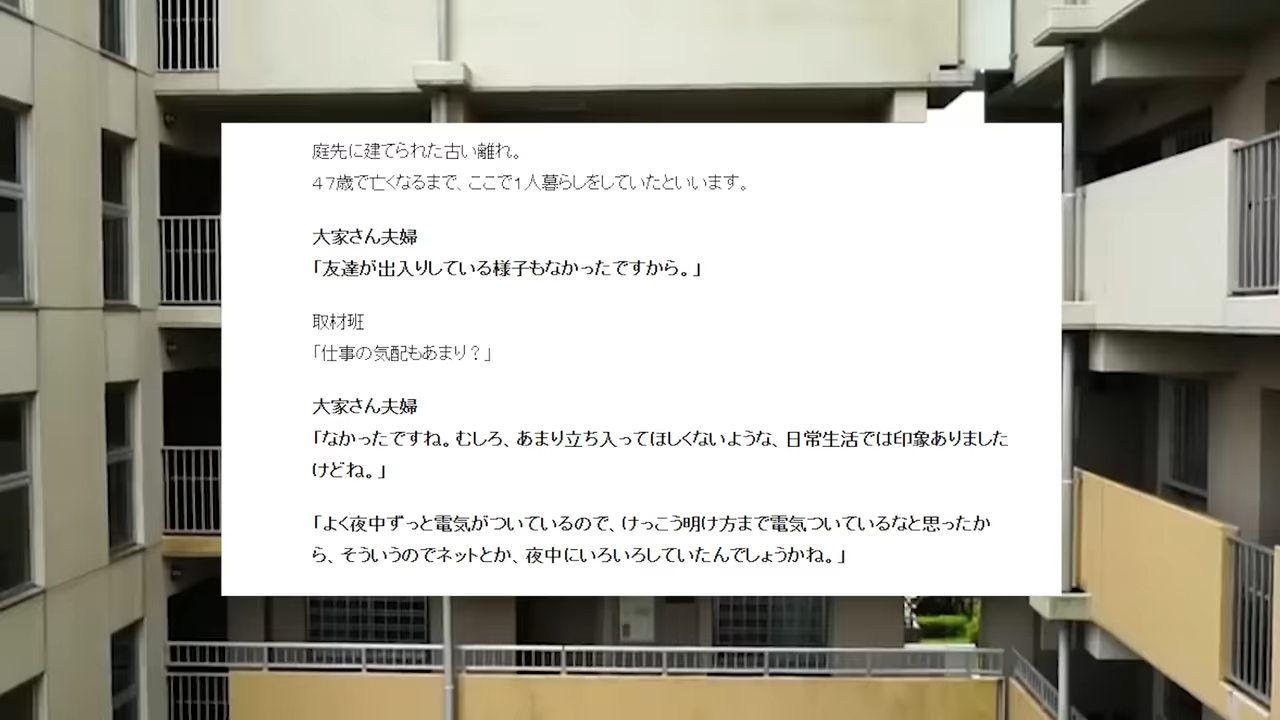 庭先に建てられた古い離れ。
４７歳で亡くなるまで、ここで１人暮らしをしていたといいます。
大家さん夫婦
「友達が出入りしている様子もなかったですから。」
取材班
「仕事の気配もあまり？」
大家さん夫婦
「なかったですね。むしろ、あまり立ち入ってほしくないような、日常生活では印象ありました
けどね。」
「よく夜中ずっと電気がついているので、けっこう明け方まで電気ついているなと思ったか
ら、そういうのでネットとか、夜中にいろいろしていたんでしょうかね。」